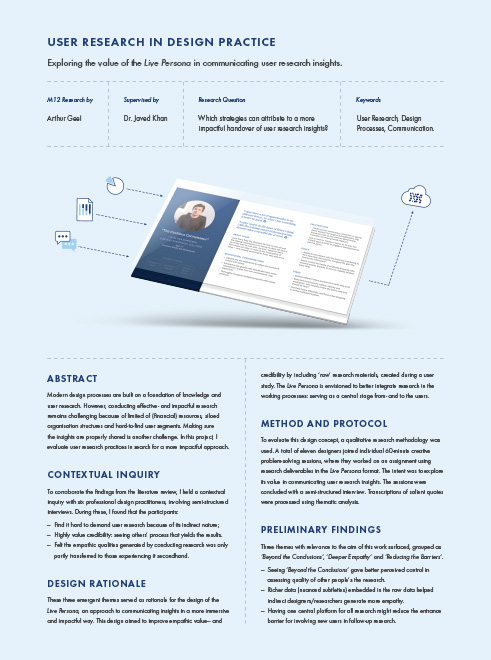 USER RESEARCH IN DESIGN PRACTICE
Exploring the value of the Live Persona in communicating user research insights.
M12 Research by
Arthur Geel
Supervised by
Dr. Javed Khan
Research Question
Which strategies can attribute to a more
impactful handover of user research insights?
Keywords
User Research, Design
Processes, Communication.
ABSTRACT
Modern design processes are built on a foundation of knowledge and
user research. However, conducting effective- and impactful research
remains challenging because of limited of (financial) resources, siloed
organisation structures and hard-to-find user segments. Making sure
the insights are properly shared is another challenge. In this project, I
evaluate user research practices in search for a more impactful approach.
CONTEXTUAL INQUIRY
To corroborate the findings from the literature review, I held a contextual
inquiry with six professional design practitioners, involving semi-structured
interviews. During these, I found that the participants:
– Find it hard to demand user research because of its indirect nature;
– Highly value credibility: seeing others' process that yields the results.
– Felt the empathic qualities generated by conducting research was only
partly transferred to those experiencing it secondhand.
DESIGN RATIONALE
These three emergent themes served as rationale for the design of the
Live Persona; an approach to communicating insights in a more immersive
and impactful way. This design aimed to improve empathic value– and
credibility by including 'raw' research materials, created during a user
study. The Live Persona is envisioned to better integrate research in the
working processes: serving as a central stage from- and to the users.
METHOD AND PROTOCOL
To evaluate this design concept, a qualitative research methodology was
used. A total of eleven designers joined individual 60-minute creative
problem-solving sessions, where they worked on an assignment using
research deliverables in the Live Persona format. The intent was to explore
its value in communicating user research insights. The sessions were
concluded with a semi-structured interview. Transcriptions of salient quotes
were processed using thematic analysis.
PRELIMINARY FINDINGS
Three themes with relevance to the aim of this work surfaced, grouped as
'Beyond the Conclusions', 'Deeper Empathy' and 'Reducing the Barriers'.
– Seeing 'Beyond the Conclusions' gave better perceived control in
assessing quality of other people's the research.
– Richer data (nuanced subtleties) embedded in the raw data helped
indirect designers/researchers generate more empathy.
– Having one central platform for all research might reduce the entrance
barrier for involving new users in follow-up research.